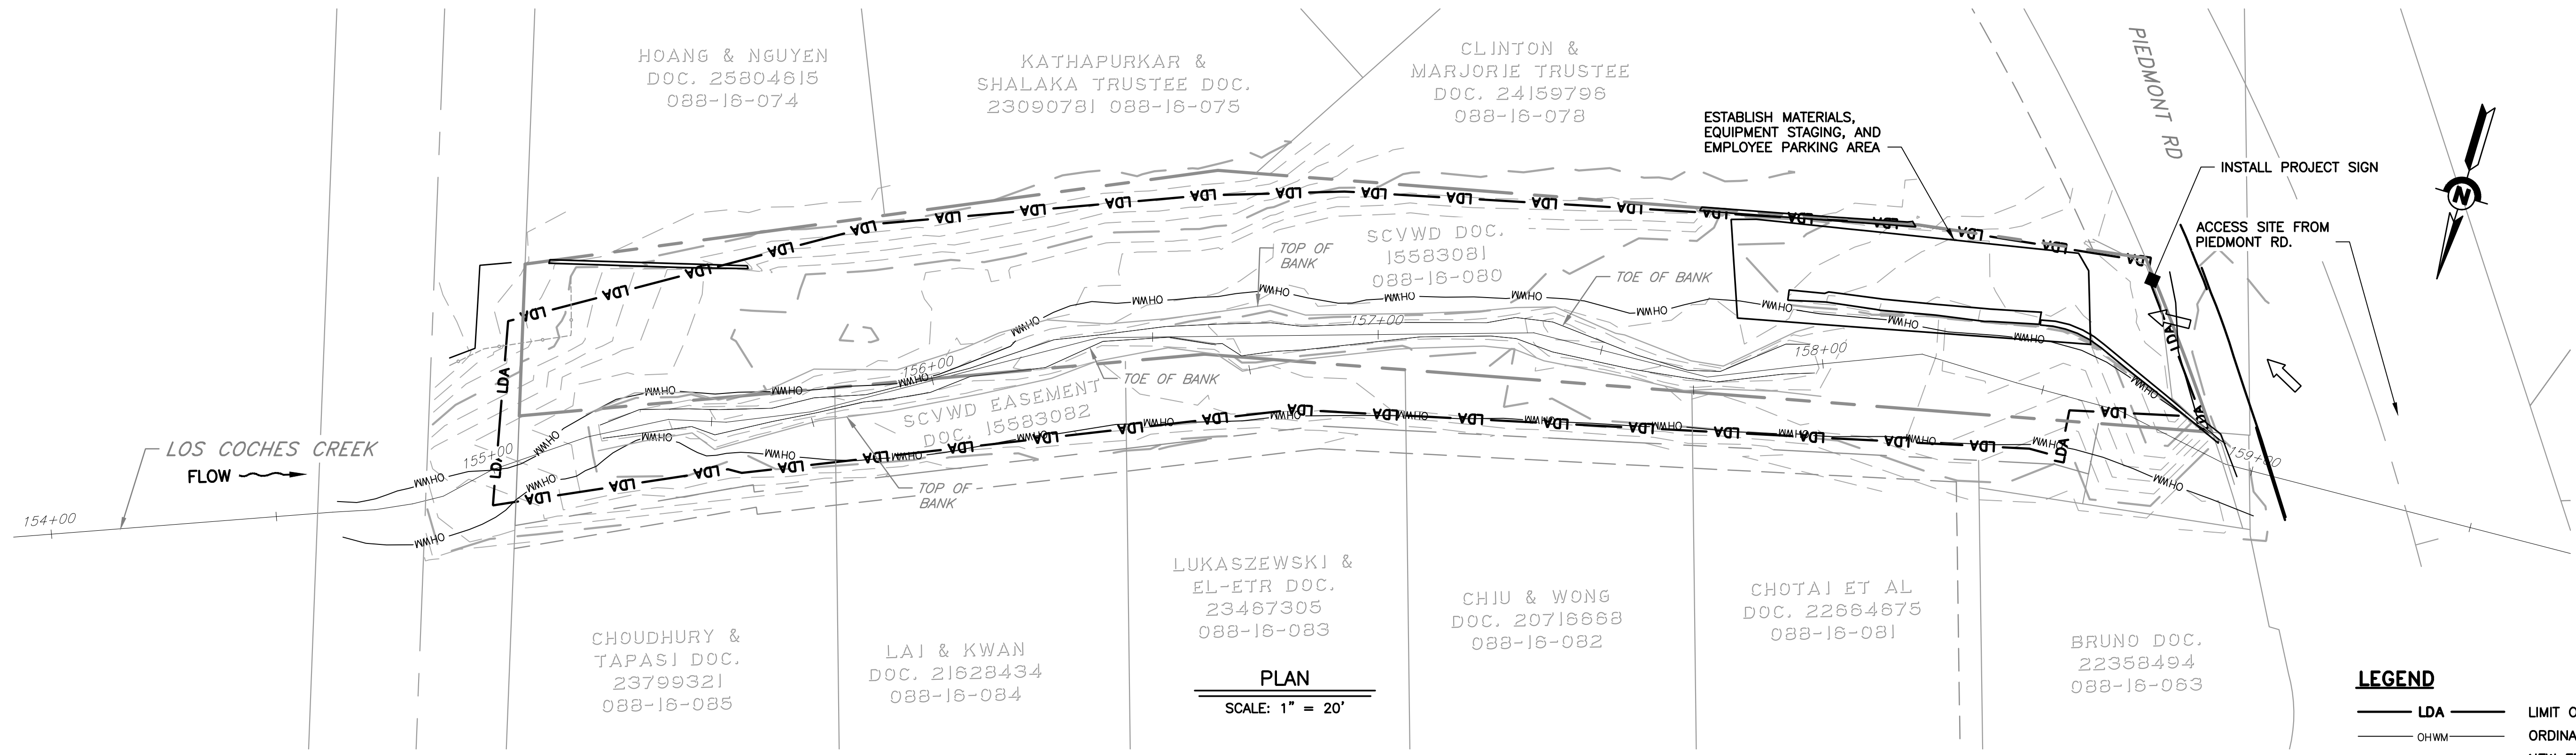 HOANG & NGUYEN
DOC. 25804615
088-16-074
KATHAPURKAR &
SHALAKA TRUSTEE DOC.
23090781 088-16-075
CLINTON &
MARJORIE TRUSTEE
DOC. 24159796
088-16-078
ESTABLISH MATERIALS,
EQUIPMENT STAGING, AND
EMPLOYEE PARKING AREA
PIEDMONT RD
INSTALL PROJECT SIGN
ACCESS SITE FROM
PIEDMONT RD.
N
SCVWD DOC.
15583081
088-16-080
TOP OF
BANK
TOE OF BANK
LDA
OHWM
157+00
158+00
156+00
TOE OF BANK
SCVWD EASEMENT
DOC. 15583082
155+00
159+00
LOS COCHES CREEK
FLOW
TOP OF
BANK
154+00
CHOUDHURY &
TAPASI DOC.
23799321
088-16-085
LAI & KWAN
DOC. 21628434
088-16-084
LUKASZEWSKI &
EL-ETR DOC.
23467305
088-16-083
CHIU & WONG
DOC. 20716668
088-16-082
CHOTAI ET AL
DOC. 22664675
088-16-081
BRUNO DOC.
22358494
088-16-063
PLAN
SCALE: 1" = 20'
LEGEND
LDA LIMIT O
OHWM ORDINA